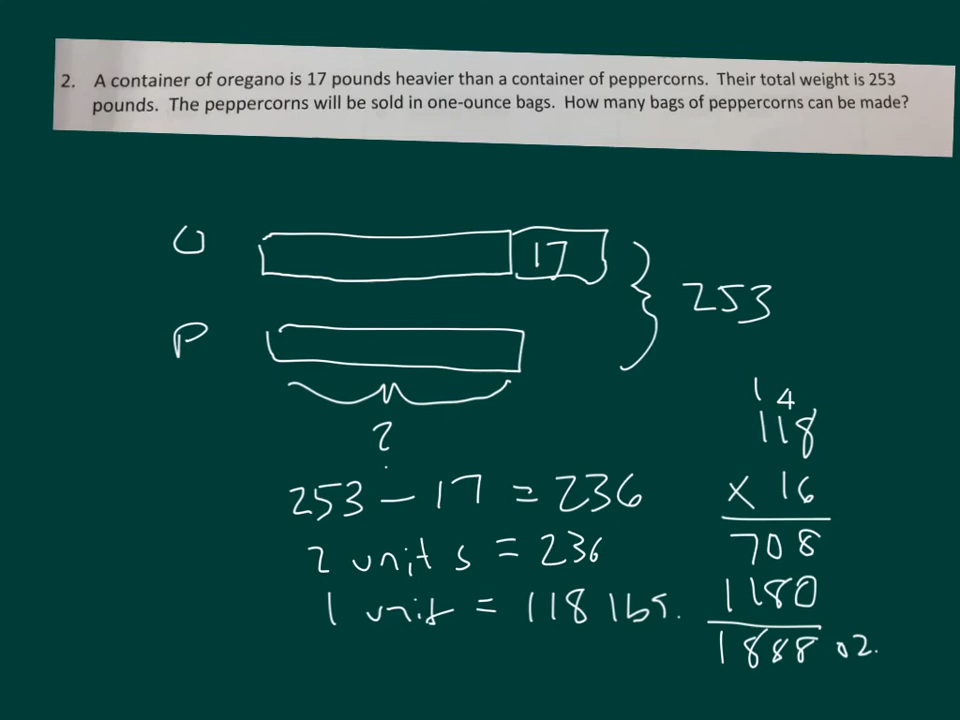 2. A container of oregano is 17 pounds heavier than a container of peppercorns. Their total weight is 253
pounds. The peppercorns will be sold in one-ounce bags. How many bags of peppercorns can be made?
O
17
253
P
?
253 - 17 = 236
2 units = 236
1 unit = 118 lbs.
1 4
118
x 16
708
1180
1888 oz.